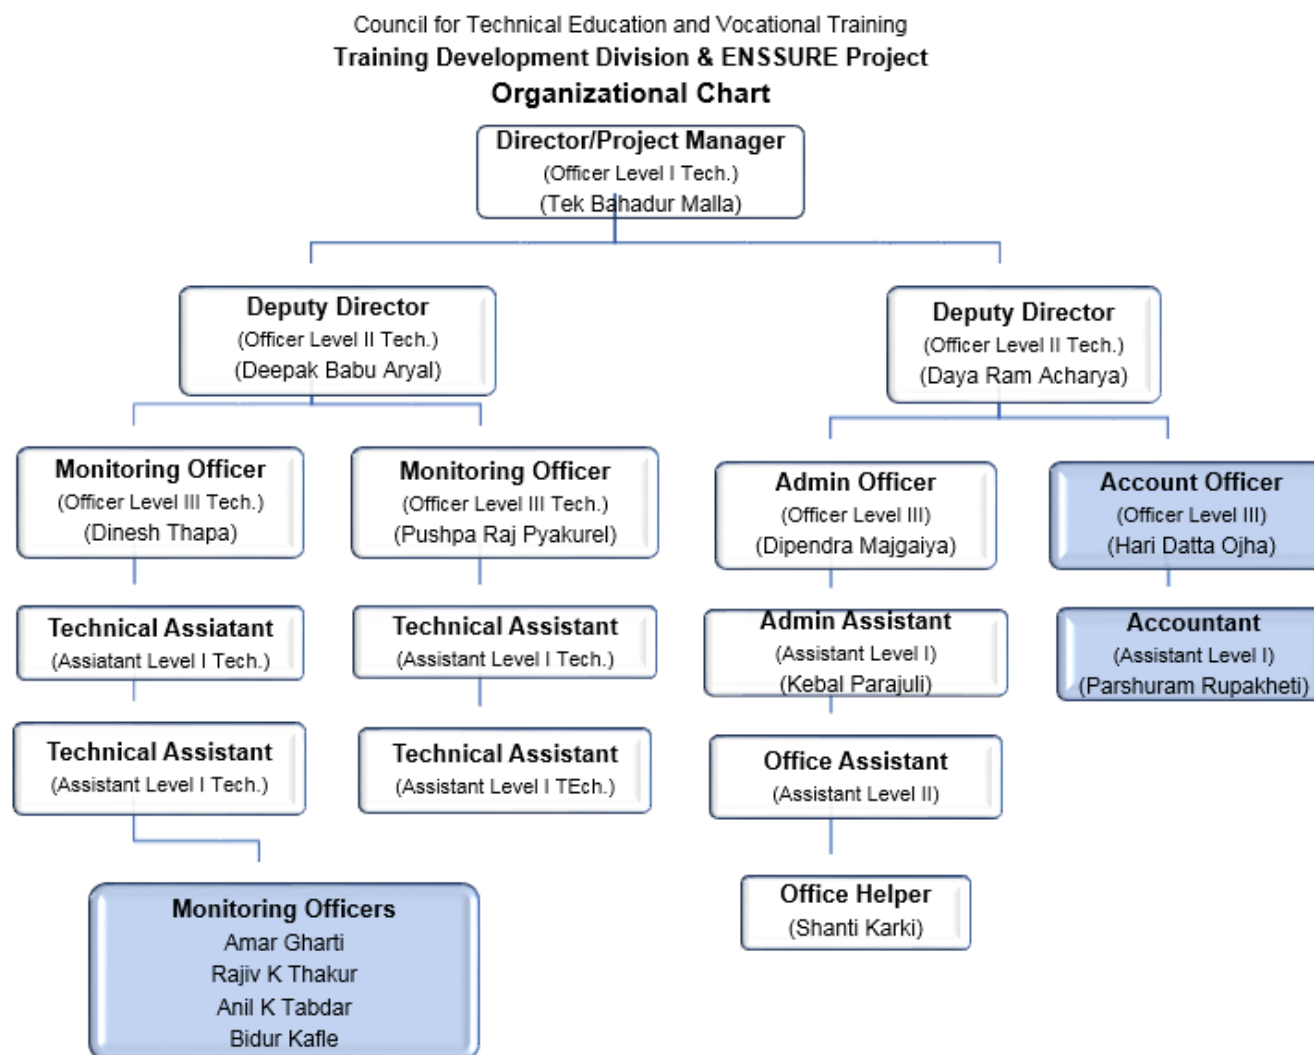 Council for Technical Education and Vocational Training
Training Development Division & ENSSURE Project
Organizational Chart
Director/Project Manager
(Officer Level I Tech.)
(Tek Bahadur Malla)
Deputy Director
(Officer Level II Tech.)
(Deepak Babu Aryal)
Deputy Director
(Officer Level II Tech.)
(Daya Ram Acharya)
Monitoring Officer
(Officer Level III Tech.)
(Dinesh Thapa)
Monitoring Officer
(Officer Level III Tech.)
(Pushpa Raj Pyakurel)
Admin Officer
(Officer Level III)
(Dipendra Majgaiya)
Account Officer
(Officer Level III)
(Hari Datta Ojha)
Technical Assiatant
(Assiatant Level I Tech.)
Technical Assistant
(Assistant Level I Tech.)
Admin Assistant
(Assistant Level I)
(Kebal Parajuli)
Accountant
(Assistant Level I)
(Parshuram Rupakheti)
Technical Assistant
(Assistant Level I Tech.)
Technical Assistant
(Assistant Level I TEch.)
Office Assistant
(Assistant Level II)
Monitoring Officers
Amar Gharti
Rajiv K Thakur
Anil K Tabdar
Bidur Kafle
Office Helper
(Shanti Karki)